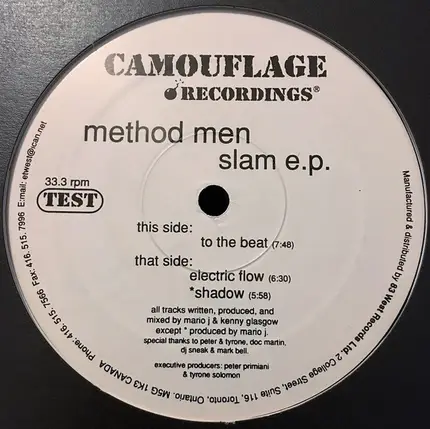 CAMOUFLAGE
RECORDINGS®
method men
slam e.p.
33.3 rpm
TEST
this side:
to the beat (7:48)
that side:
electric flow (6:30)
*shadow (5:58)
all tracks written, produced, and
mixed by mario j & kenny glasgow
except * produced by mario j.
special thanks to peter & tyrone, doc martin,
dj sneak & mark bell.
executive producers: peter primiani
& tyrone solomon
Manufactured & distributed by 83 West Records Ltd. 2 College Street, Suite 116, Toronto, Ontario. M5G 1K3 CANADA Phone: 416. 515. 7566 Fax: 416. 515. 7996 E:mail: etwest@ican.net